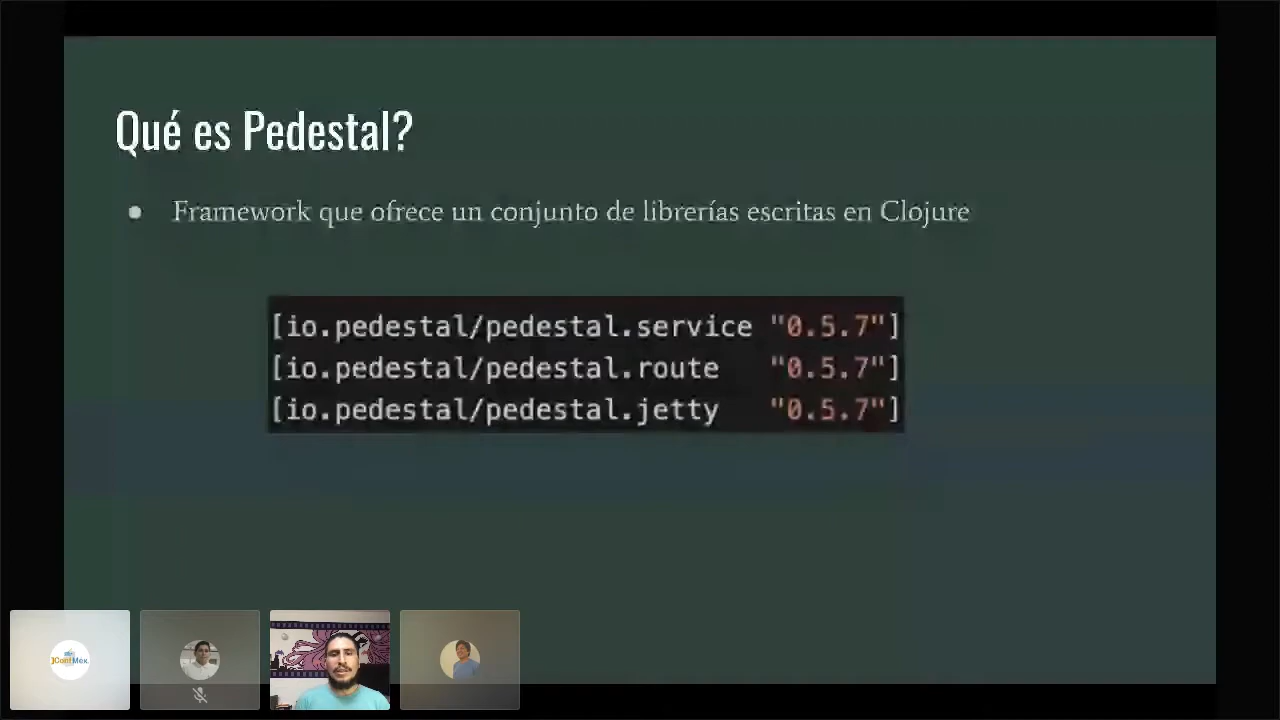 Qué es Pedestal?
● Framework que ofrece un conjunto de librerías escritas en Clojure
[io.pedestal/pedestal.service "0.5.7"]
[io.pedestal/pedestal.route "0.5.7"]
[io.pedestal/pedestal.jetty "0.5.7"]
JConfMéx